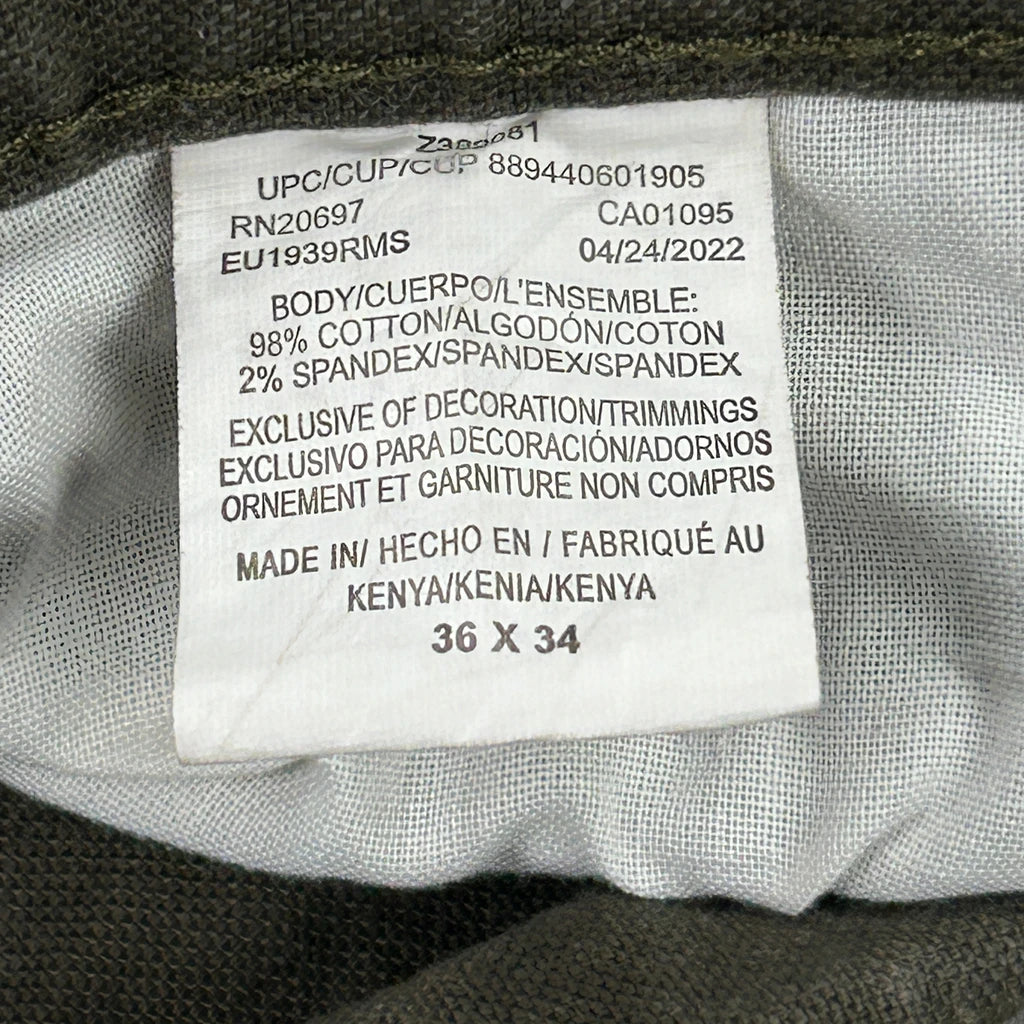 UPC/CUP/CUP 889440601905
RN20697 CA01095
EU1939RMS 04/24/2022
BODY/CUERPO/L'ENSEMBLE:
98% COTTON/ALGODÓN/COTON
2% SPANDEX/SPANDEX/SPANDEX
EXCLUSIVE OF DECORATION/TRIMMINGS
EXCLUSIVO PARA DECORACIÓN/ADORNOS
ORNEMENT ET GARNITURE NON COMPRIS
MADE IN/ HECHO EN / FABRIQUÉ AU
KENYA/KENIA/KENYA
36 X 34